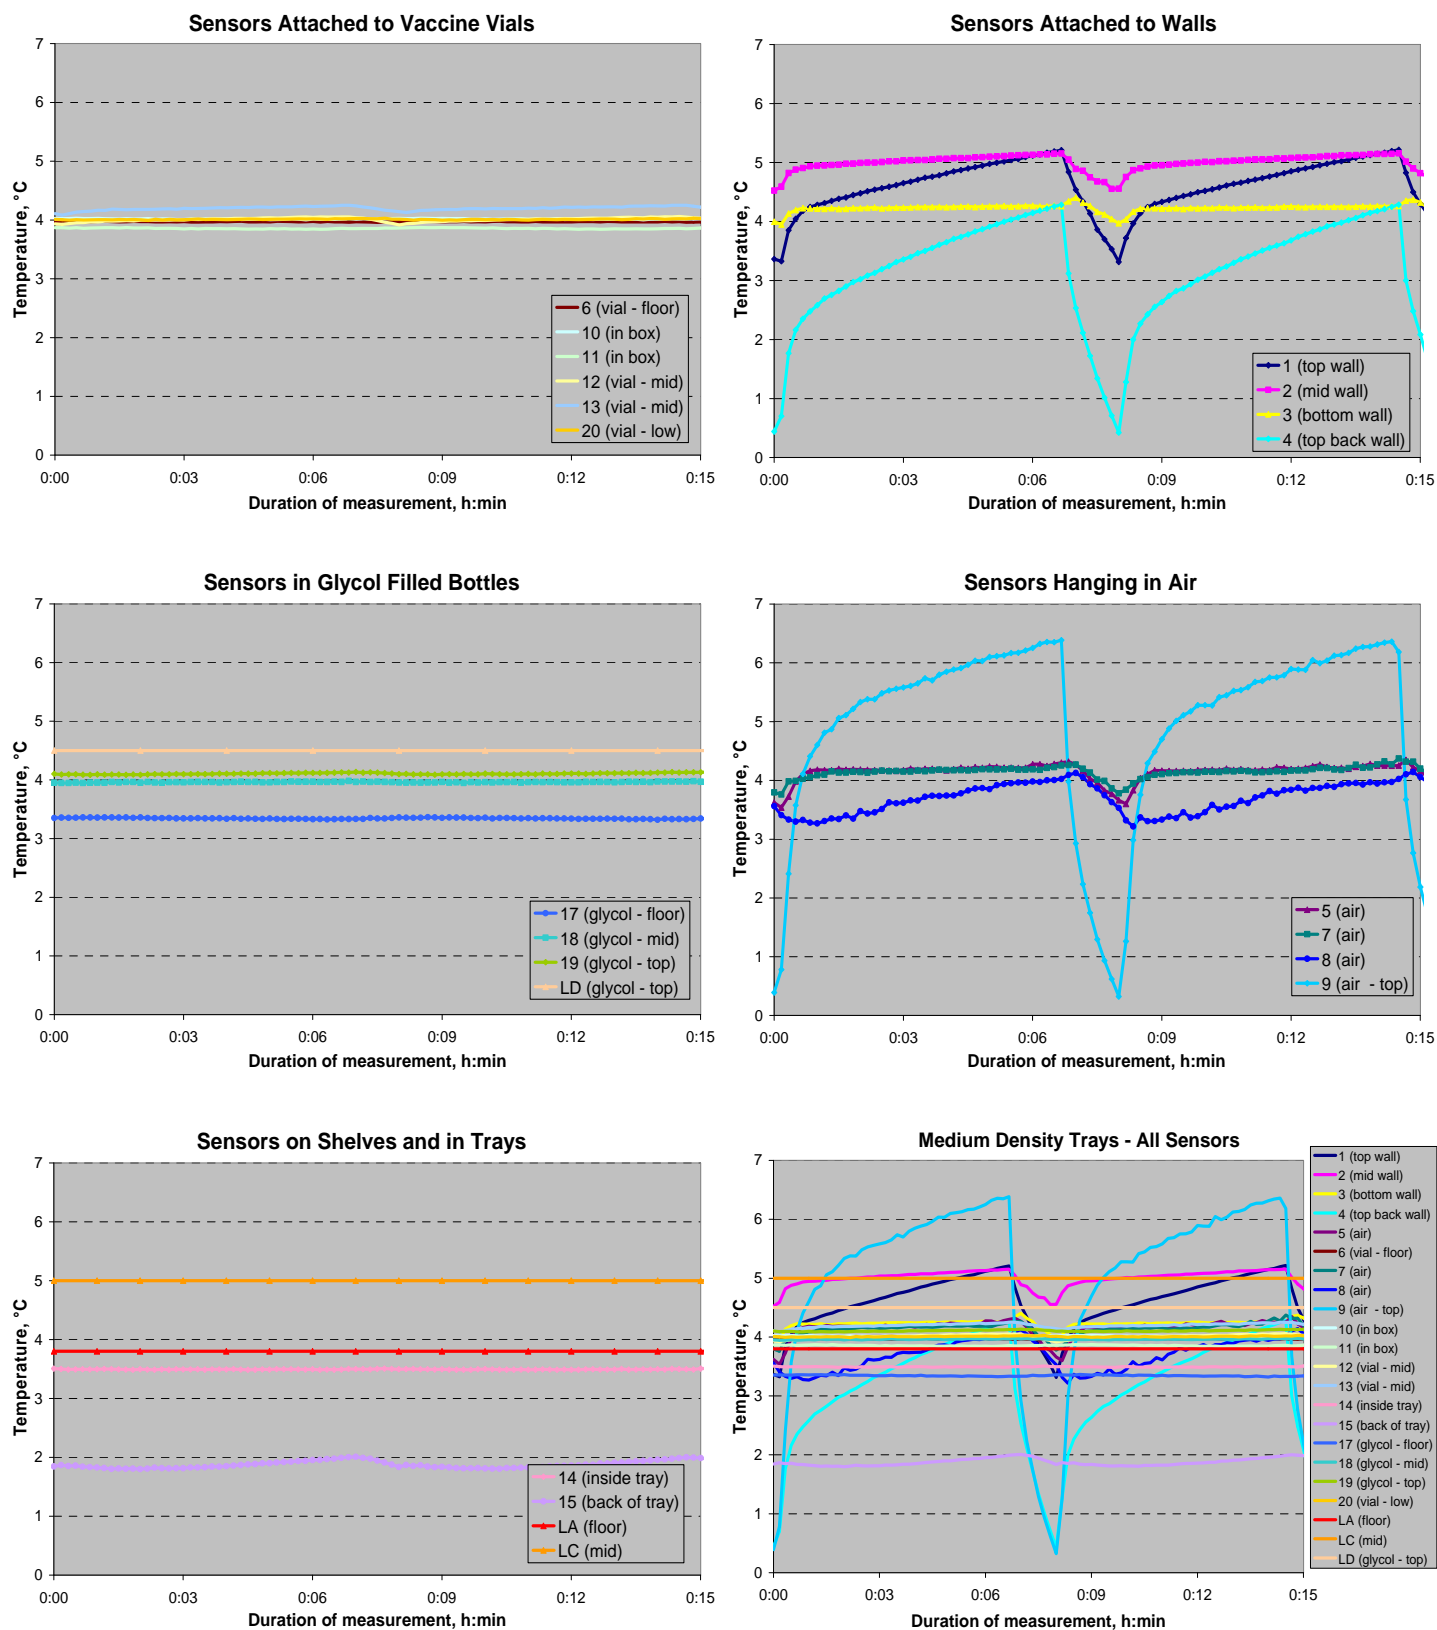 Sensors Attached to Vaccine Vials
7
6
5
4
3
2
1
0
Temperature, °C
6 (vial - floor)
10 (in box)
11 (in box)
12 (vial - mid)
13 (vial - mid)
20 (vial - low)
0:00 0:03 0:06 0:09 0:12 0:15
Duration of measurement, h:min
Sensors Attached to Walls
7
6
5
4
3
2
1
0
Temperature, °C
1 (top wall)
2 (mid wall)
3 (bottom wall)
4 (top back wall)
0:00 0:03 0:06 0:09 0:12 0:15
Duration of measurement, h:min
Sensors in Glycol Filled Bottles
7
6
5
4
3
2
1
0
Temperature, °C
17 (glycol - floor)
18 (glycol - mid)
19 (glycol - top)
LD (glycol - top)
0:00 0:03 0:06 0:09 0:12 0:15
Duration of measurement, h:min
Sensors Hanging in Air
7
6
5
4
3
2
1
0
Temperature, °C
5 (air)
7 (air)
8 (air)
9 (air - top)
0:00 0:03 0:06 0:09 0:12 0:15
Duration of measurement, h:min
Sensors on Shelves and in Trays
7
6
5
4
3
2
1
0
Temperature, °C
14 (inside tray)
15 (back of tray)
LA (floor)
LC (mid)
0:00 0:03 0:06 0:09 0:12 0:15
Duration of measurement, h:min
Medium Density Trays - All Sensors
7
6
5
4
3
2
1
0
Temperature, °C
1 (top wall)
2 (mid wall)
3 (bottom wall)
4 (top back wall)
5 (air)
6 (vial - floor)
7 (air)
8 (air)
9 (air - top)
10 (in box)
11 (in box)
12 (vial - mid)
13 (vial - mid)
14 (inside tray)
15 (back of tray)
17 (glycol - floor)
18 (glycol - mid)
19 (glycol - top)
20 (vial - low)
LA (floor)
LC (mid)
LD (glycol - top)
0:00 0:03 0:06 0:09 0:12 0:15
Duration of measurement, h:min